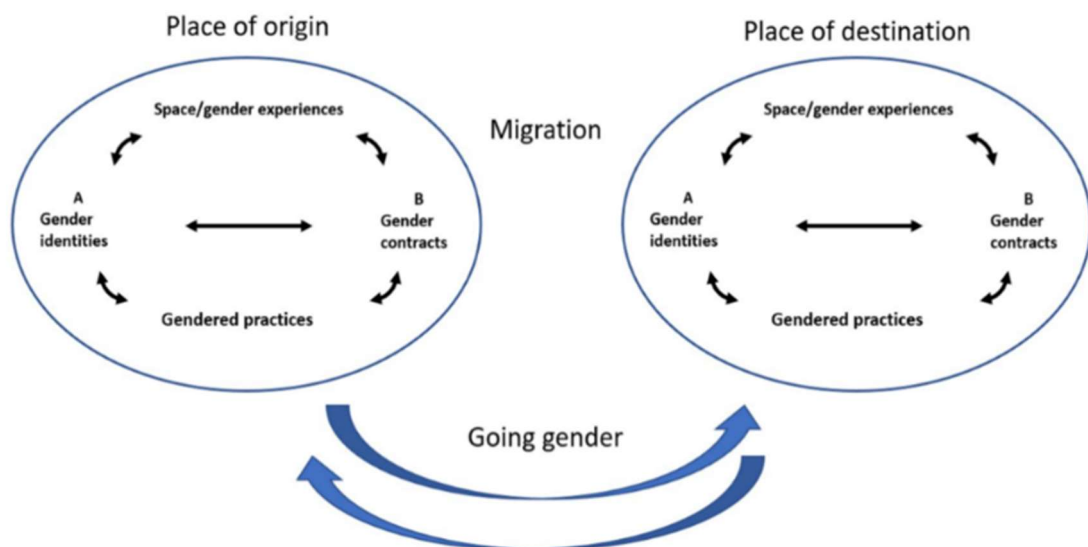 Place of origin
Place of destination
Migration
Space/gender experiences
A
Gender
identities
B
Gender
contracts
Gendered practices
Space/gender experiences
A
Gender
identities
B
Gender
contracts
Gendered practices
Going gender